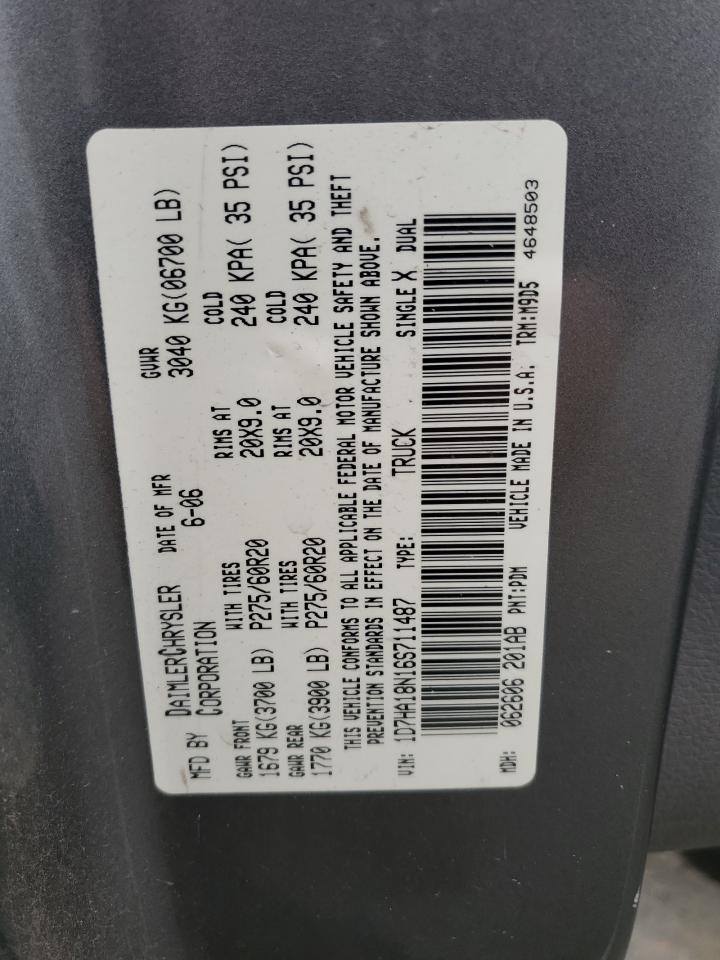 MFD BY DAIMLERCHRYSLER CORPORATION DATE OF MFR 6-06 GVWR 3040 KG(06700 LB)
GAWR FRONT WITH TIRES RIMS AT COLD
1679 KG(3700 LB) P275/60R20 20X9.0 240 KPA( 35 PSI)
GAWR REAR WITH TIRES RIMS AT COLD
1770 KG(3900 LB) P275/60R20 20X9.0 240 KPA( 35 PSI)
THIS VEHICLE CONFORMS TO ALL APPLICABLE FEDERAL MOTOR VEHICLE SAFETY AND THEFT
PREVENTION STANDARDS IN EFFECT ON THE DATE OF MANUFACTURE SHOWN ABOVE.
VIN: 1D7HA18N16S711487 TYPE: TRUCK SINGLE X DUAL
MDH: 062606 201AB PNT:PDM VEHICLE MADE IN U.S.A. TRM:M9D5 4648503